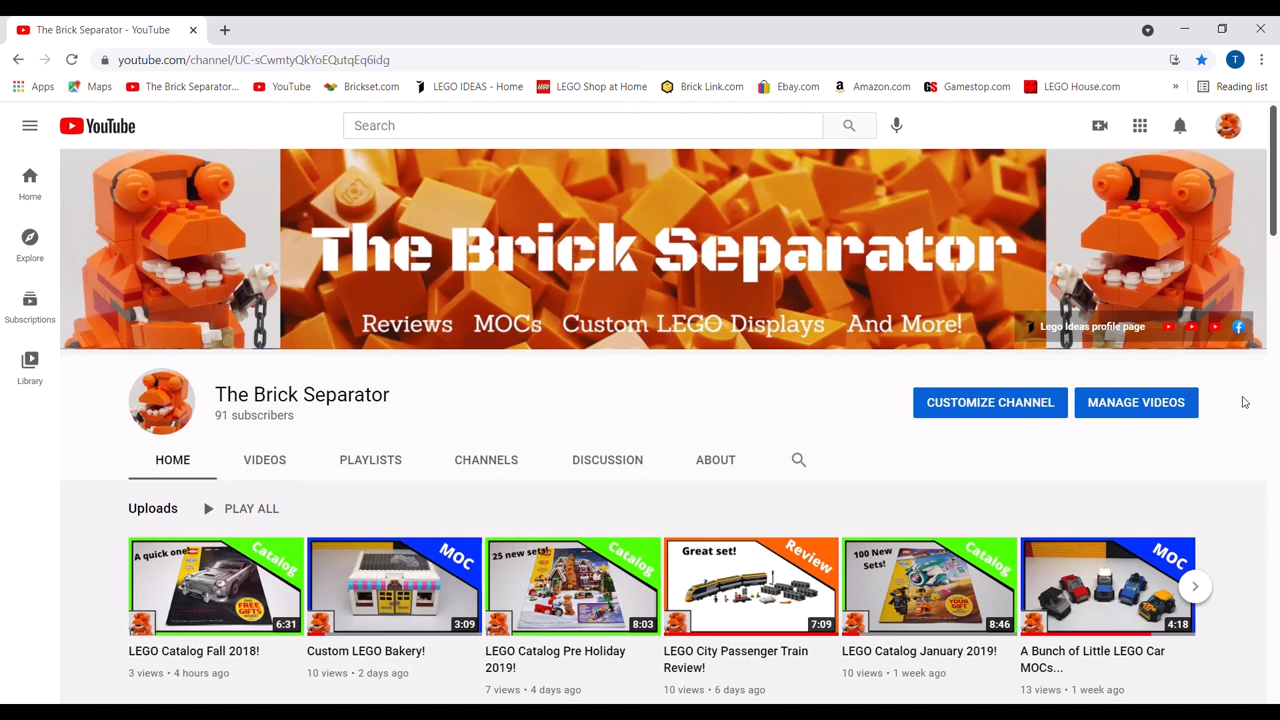 The Brick Separator - YouTube
youtube.com/channel/UC-sCwmtyQkYoEQutqEq6idg
T
Apps Maps The Brick Separator... YouTube Brickset.com LEGO IDEAS - Home LEGO Shop at Home Brick Link.com Ebay.com Amazon.com Gamestop.com LEGO House.com » Reading list
YouTube
Search
Home
Explore
Subscriptions
Library
The Brick Separator
Reviews MOCs Custom LEGO Displays And More!
Lego Ideas profile page
The Brick Separator
91 subscribers
CUSTOMIZE CHANNEL MANAGE VIDEOS
HOME VIDEOS PLAYLISTS CHANNELS DISCUSSION ABOUT
Uploads PLAY ALL
A quick one!
Catalog
FREE
GIFTS
6:31
LEGO Catalog Fall 2018!
3 views • 4 hours ago
MOC
3:09
Custom LEGO Bakery!
10 views • 2 days ago
25 new sets!
Catalog
8:03
LEGO Catalog Pre Holiday
2019!
7 views • 4 days ago
Great set!
Review
7:09
LEGO City Passenger Train
Review!
10 views • 6 days ago
100 New
Sets!
Catalog
8:46
LEGO Catalog January 2019!
10 views • 1 week ago
MOC
4:18
A Bunch of Little LEGO Car
MOCs...
13 views • 1 week ago